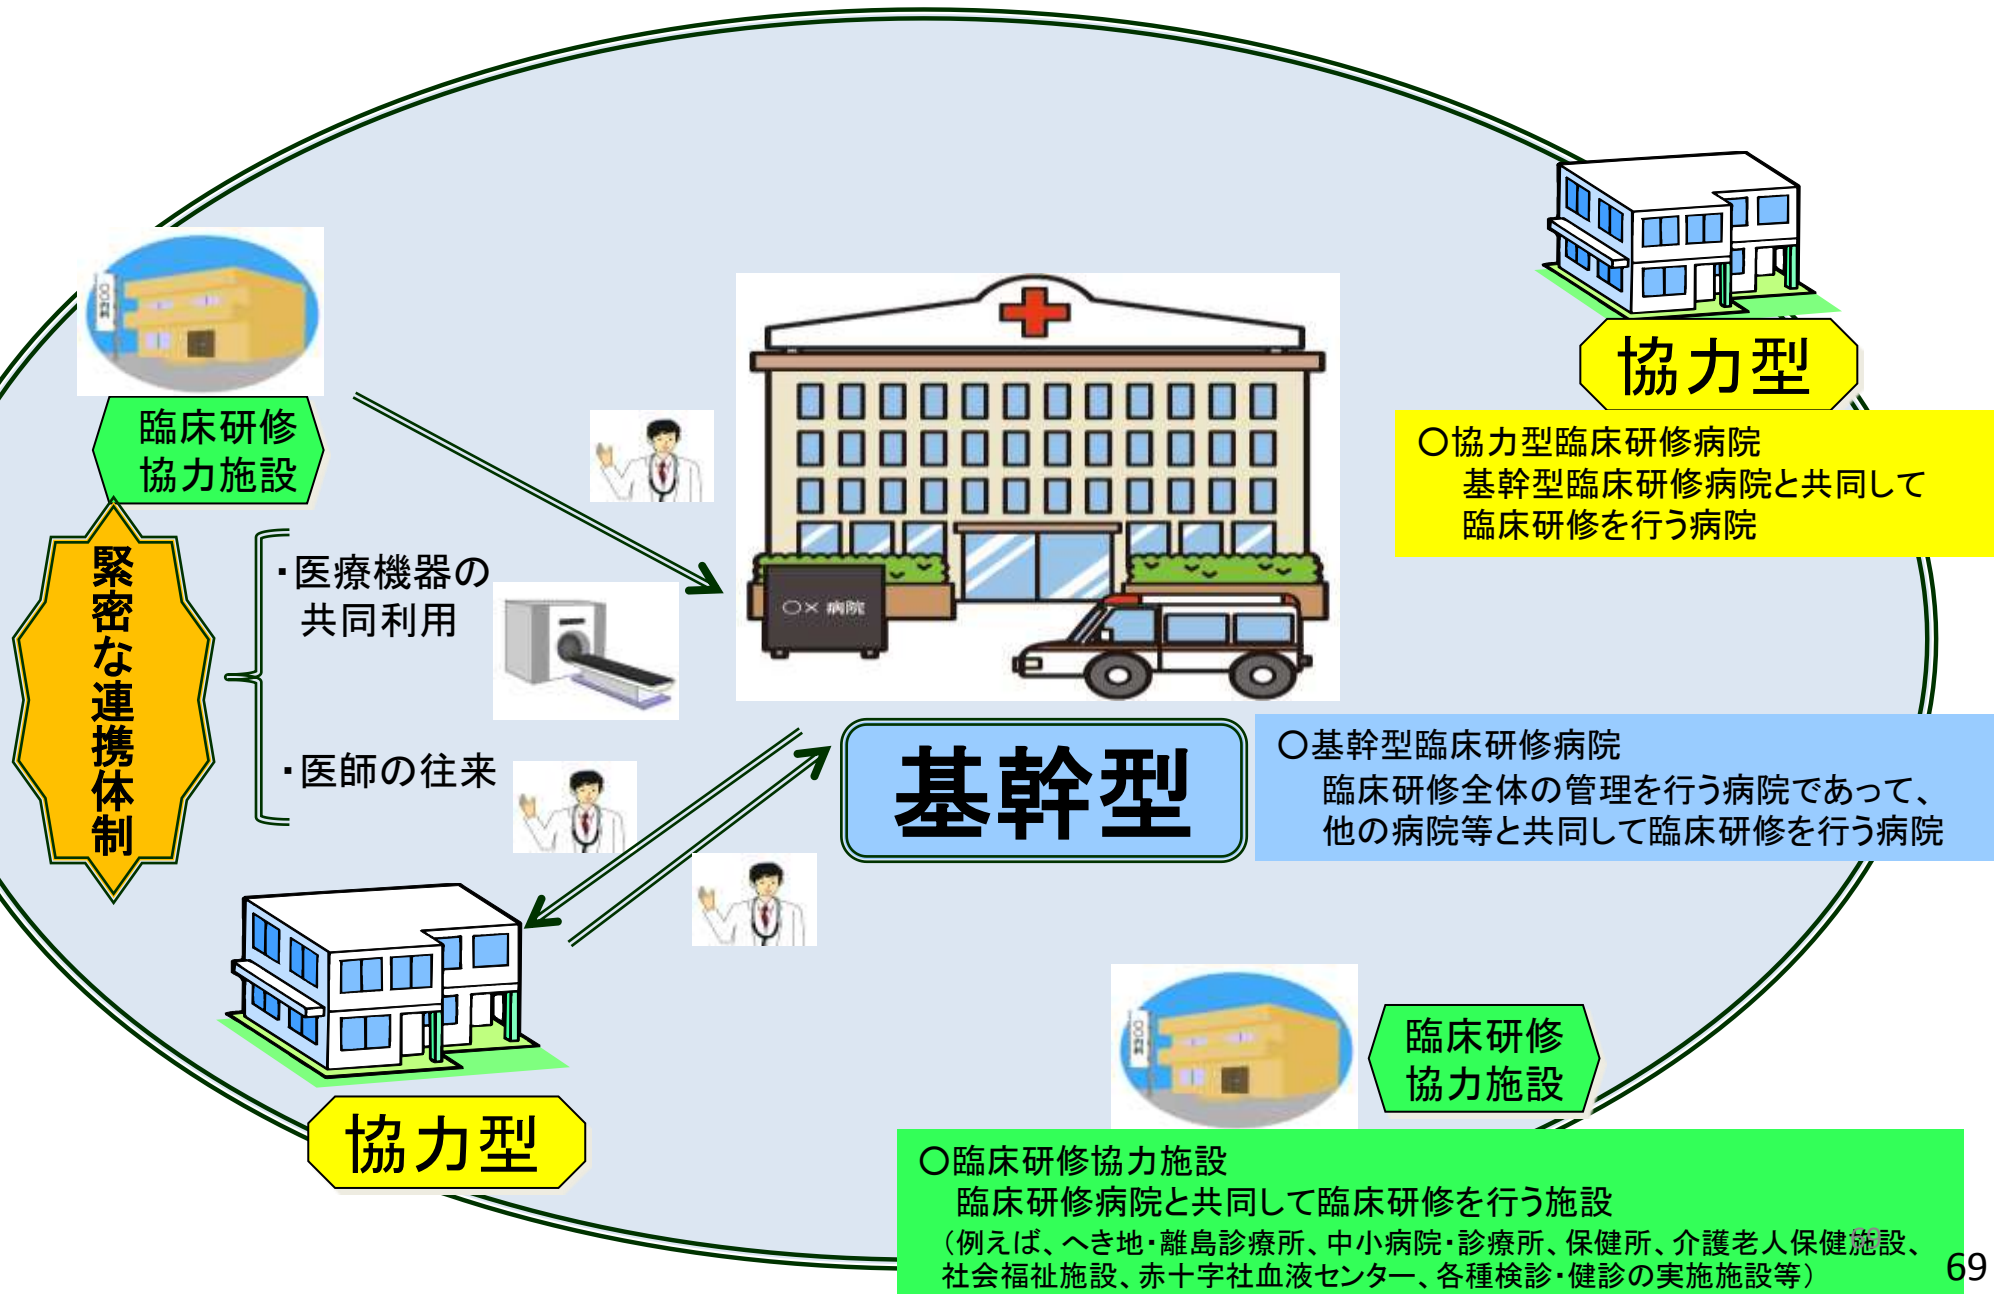 協力型
〇協力型臨床研修病院
基幹型臨床研修病院と共同して
臨床研修を行う病院
臨床研修
協力施設
緊密な連携体制
・医療機器の
共同利用
・医師の往来
〇× 病院
基幹型
〇基幹型臨床研修病院
臨床研修全体の管理を行う病院であって、
他の病院等と共同して臨床研修を行う病院
協力型
臨床研修
協力施設
〇臨床研修協力施設
臨床研修病院と共同して臨床研修を行う施設
（例えば、へき地・離島診療所、中小病院・診療所、保健所、介護老人保健施設、
社会福祉施設、赤十字社血液センター、各種検診・健診の実施施設等）
69
69